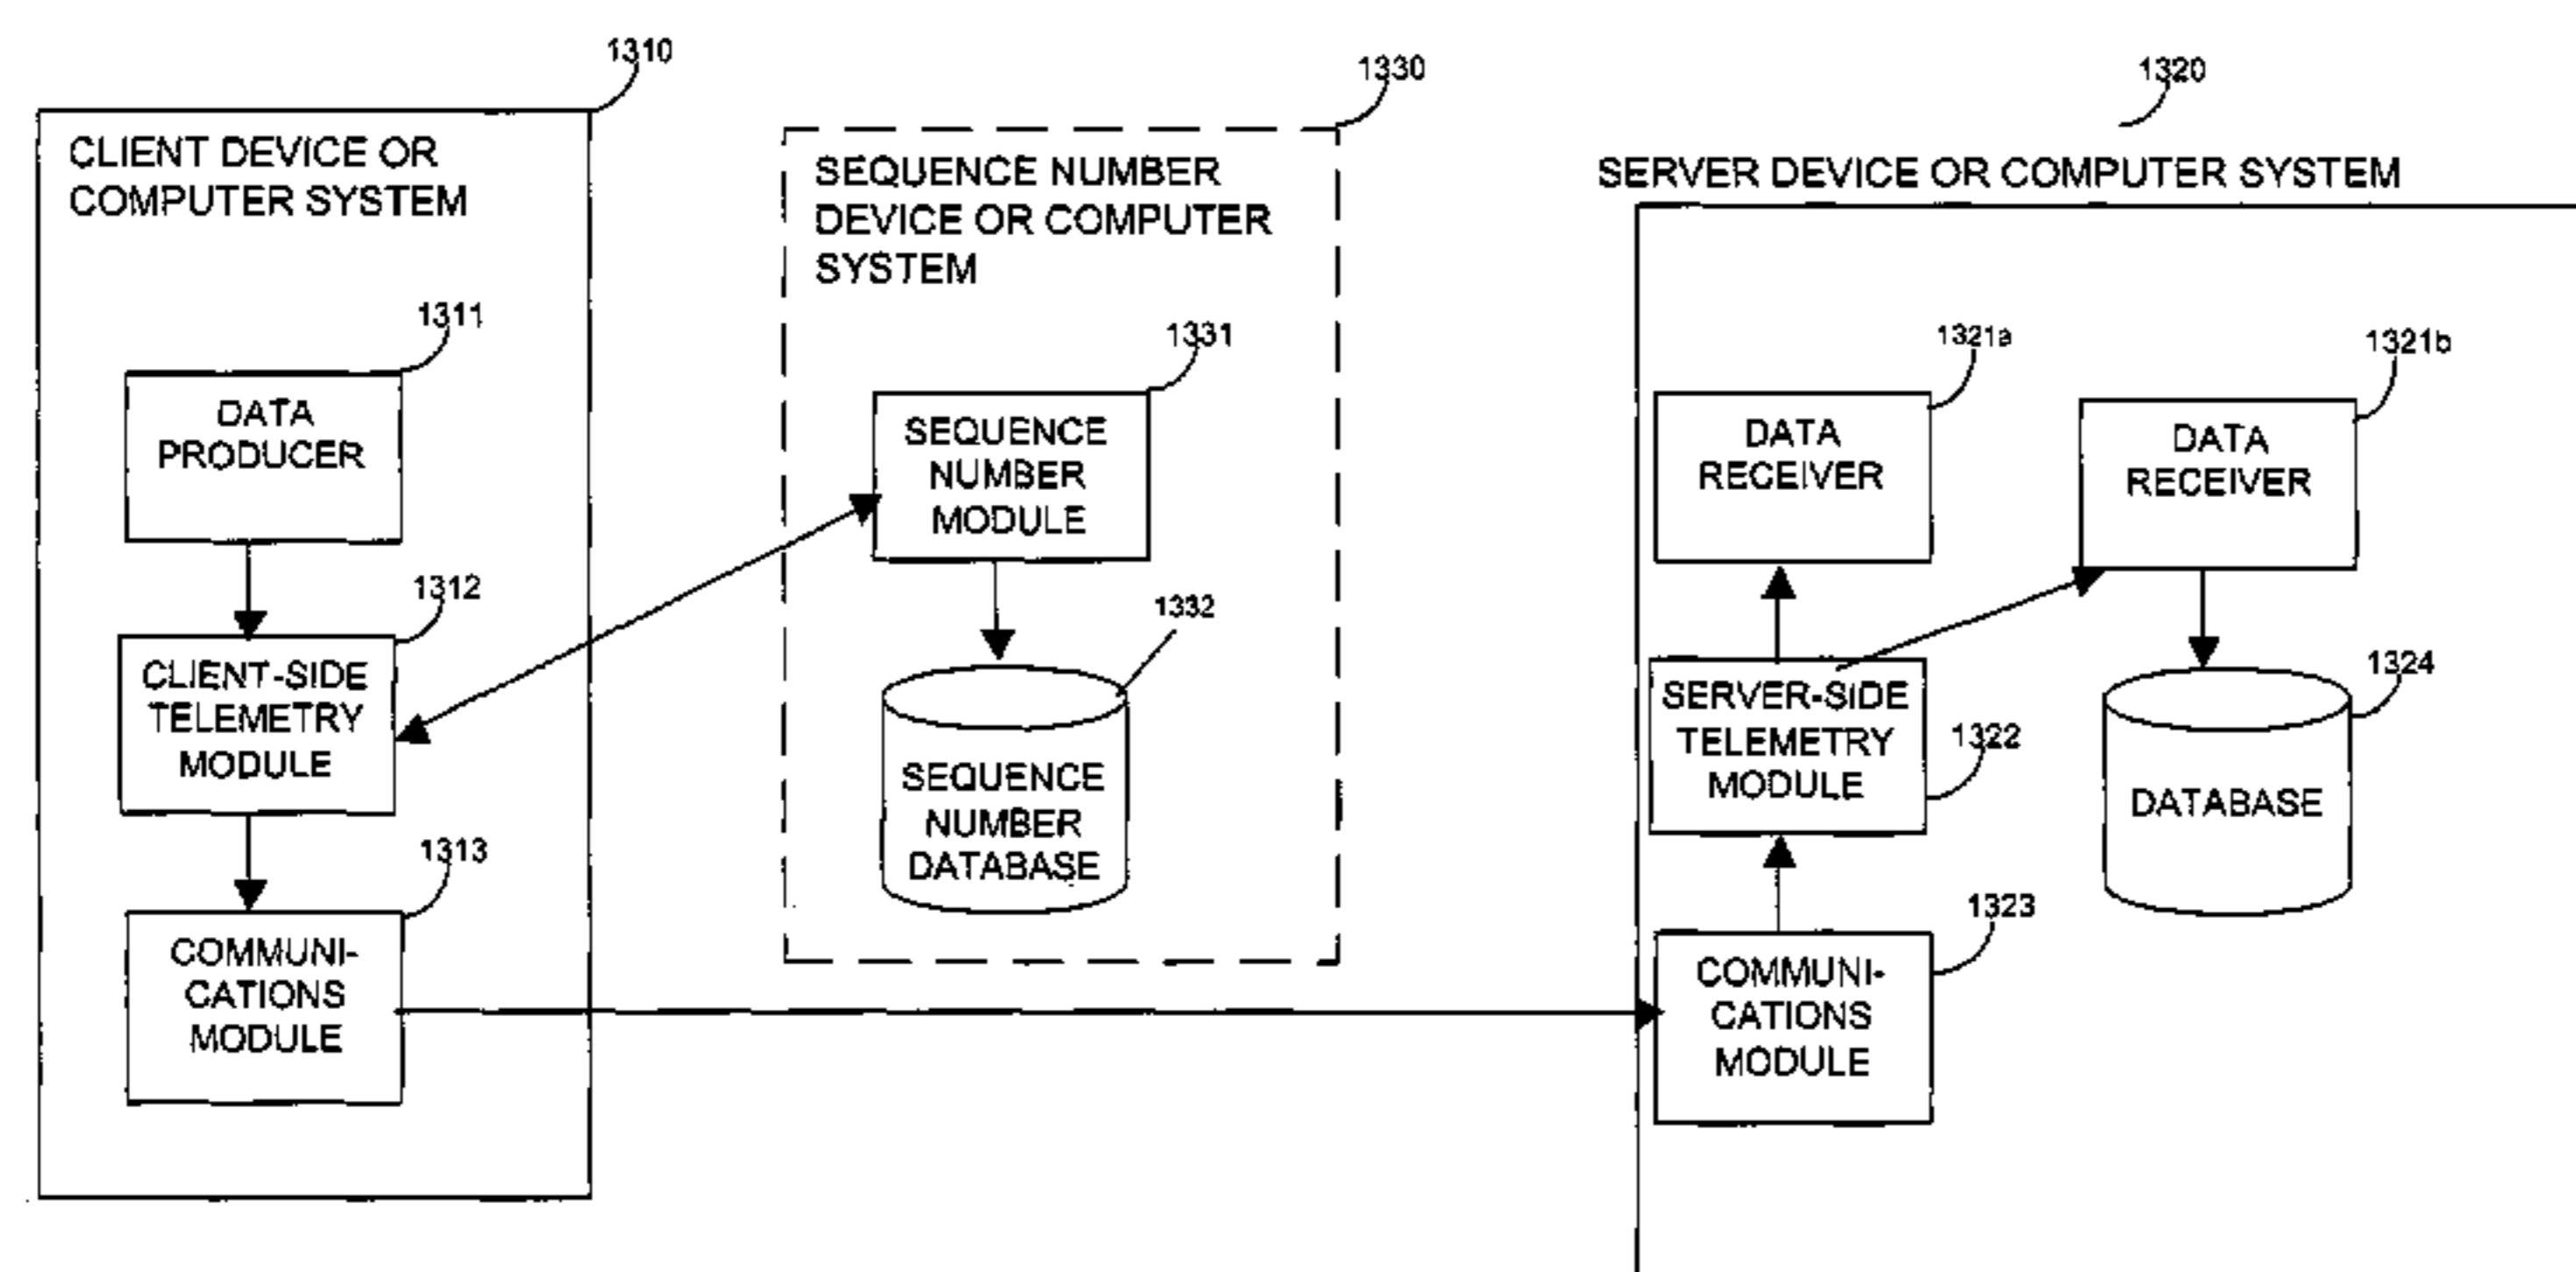 1310
CLIENT DEVICE OR
COMPUTER SYSTEM
1311
DATA
PRODUCER
1312
CLIENT-SIDE
TELEMETRY
MODULE
1313
COMMUNI-
CATIONS
MODULE
1330
SEQUENCE NUMBER
DEVICE OR COMPUTER
SYSTEM
1331
SEQUENCE
NUMBER
MODULE
1332
SEQUENCE
NUMBER
DATABASE
1320
SERVER DEVICE OR COMPUTER SYSTEM
1321a
DATA
RECEIVER
1321b
DATA
RECEIVER
SERVER-SIDE
TELEMETRY
MODULE
1322
1324
DATABASE
1323
COMMUNI-
CATIONS
MODULE